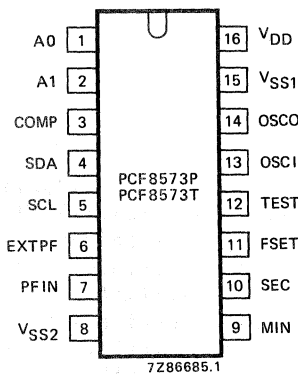 A0 1 16 VDD
A1 2 15 VSS1
COMP 3 14 OSCO
SDA 4 13 OSCI
PCF8573P
PCF8573T
SCL 5 12 TEST
EXTPF 6 11 FSET
PFIN 7 10 SEC
VSS2 8 9 MIN
7Z86685.1